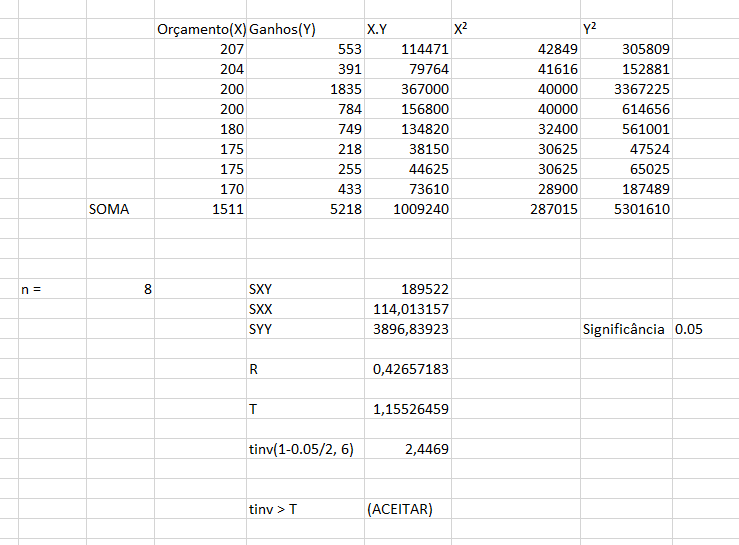 Orçamento(X) Ganhos(Y) X.Y X² Y²
207 553 114471 42849 305809
204 391 79764 41616 152881
200 1835 367000 40000 3367225
200 784 156800 40000 614656
180 749 134820 32400 561001
175 218 38150 30625 47524
175 255 44625 30625 65025
170 433 73610 28900 187489
SOMA 1511 5218 1009240 287015 5301610
n = 8 SXY 189522
SXX 114,013157
SYY 3896,83923 Significância 0.05
R 0,42657183
T 1,15526459
tinv(1-0.05/2, 6) 2,4469
tinv > T (ACEITAR)